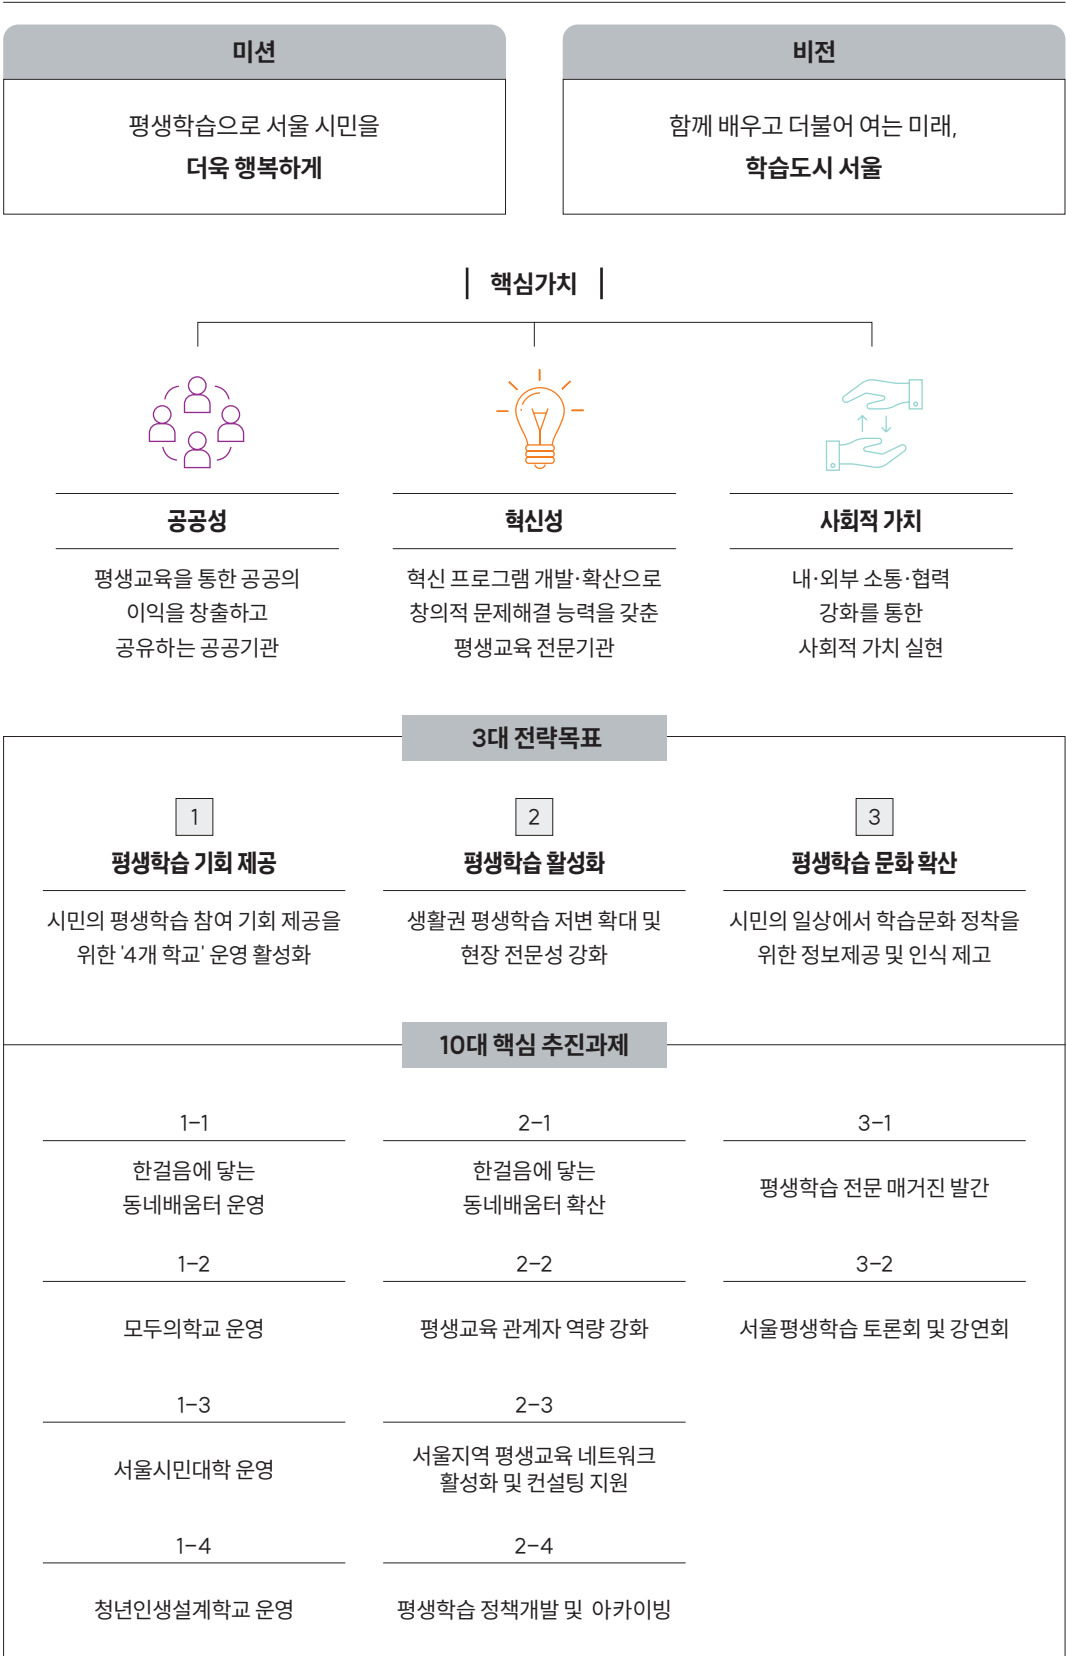 미션
평생학습으로 서울 시민을
더욱 행복하게
비전
함께 배우고 더불어 여는 미래,
학습도시 서울
핵심가치
공공성
평생교육을 통한 공공의
이익을 창출하고
공유하는 공공기관
혁신성
혁신 프로그램 개발·확산으로
창의적 문제해결 능력을 갖춘
평생교육 전문기관
사회적 가치
내·외부 소통·협력
강화를 통한
사회적 가치 실현
3대 전략목표
1
평생학습 기회 제공
시민의 평생학습 참여 기회 제공을
위한 '4개 학교' 운영 활성화
2
평생학습 활성화
생활권 평생학습 저변 확대 및
현장 전문성 강화
3
평생학습 문화 확산
시민의 일상에서 학습문화 정착을
위한 정보제공 및 인식 제고
10대 핵심 추진과제
1-1
한걸음에 닿는
동네배움터 운영
1-2
모두의학교 운영
1-3
서울시민대학 운영
1-4
청년인생설계학교 운영
2-1
한걸음에 닿는
동네배움터 확산
2-2
평생교육 관계자 역량 강화
2-3
서울지역 평생교육 네트워크
활성화 및 컨설팅 지원
2-4
평생학습 정책개발 및 아카이빙
3-1
평생학습 전문 매거진 발간
3-2
서울평생학습 토론회 및 강연회